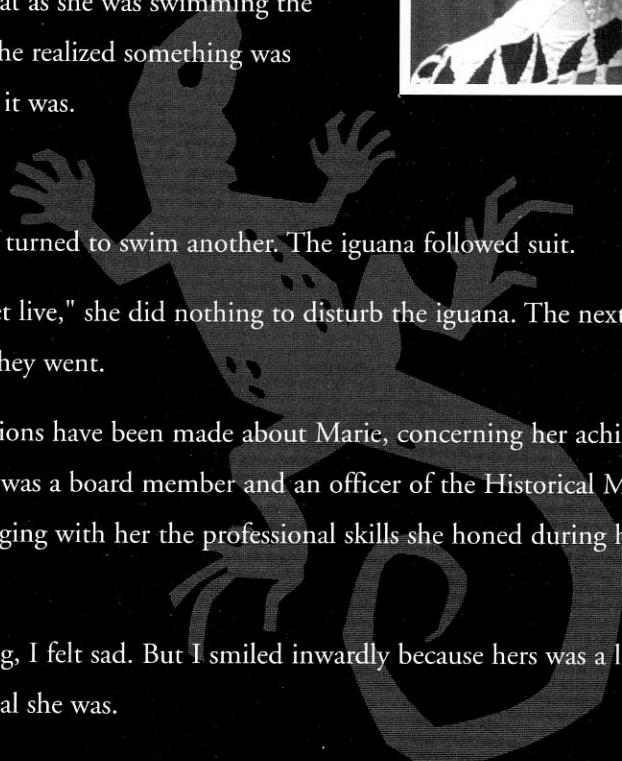 at as she was swimming the
he realized something was
it was.
turned to swim another. The iguana followed suit.
et live," she did nothing to disturb the iguana. The next
hey went.
ions have been made about Marie, concerning her achi
was a board member and an officer of the Historical M
ging with her the professional skills she honed during h
g, I felt sad. But I smiled inwardly because hers was a l
al she was.